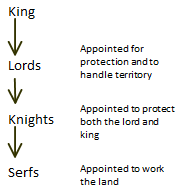 King
Appointed for
protection and to
handle territory
Lords
Appointed to protect
both the lord and
king
Knights
Appointed to work
the land
Serfs